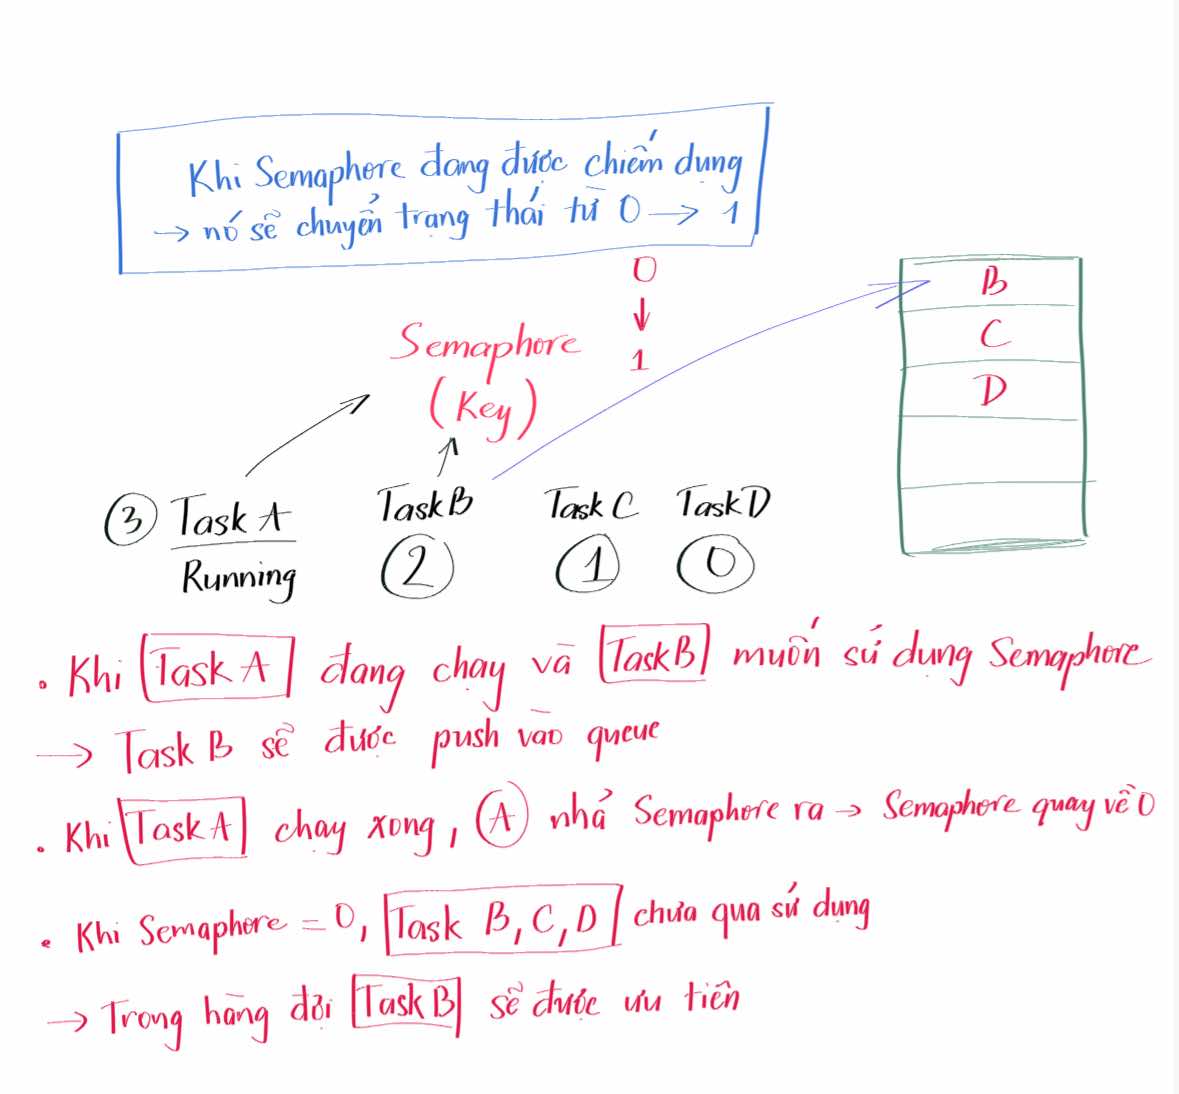 Khi Semaphore đang được chiếm dụng
→ nó sẽ chuyển trạng thái từ 0 → 1
0
↓
1
Semaphore
(Key)
B
C
D
③ Task A
Running
Task B
②
Task C
①
Task D
⓪
• Khi Task A đang chạy và Task B muốn sử dụng Semaphore
→ Task B sẽ được push vào queue
• Khi Task A chạy xong, Ⓐ nhả Semaphore ra → Semaphore quay về 0
• Khi Semaphore = 0, Task B, C, D chưa qua sử dụng
→ Trong hàng đợi Task B sẽ được ưu tiên